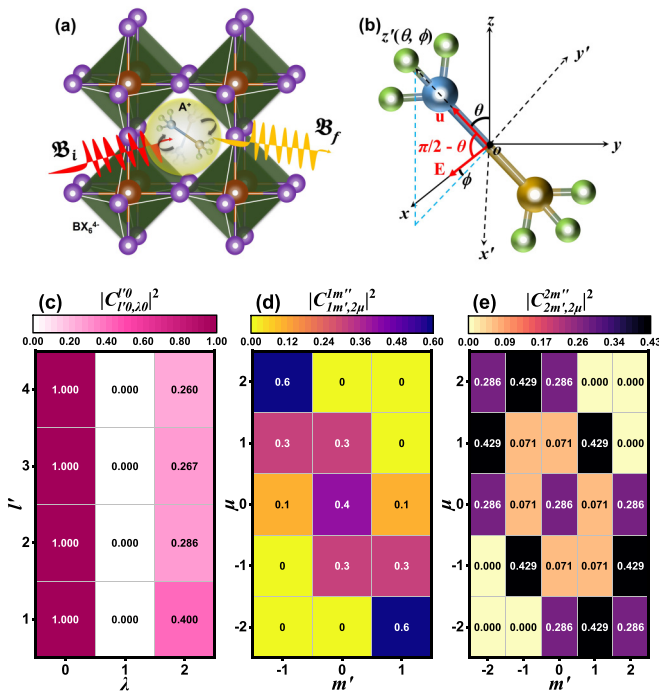 (a)
A⁺
𝔅ᵢ
𝔅_f
BX₆⁴⁻
(b)
z
z'(θ, ϕ)
y'
θ
u
π/2 - θ
o
y
E
ϕ
x
x'
(c) |C^{l'0}_{l'0,λ0}|²
0.00 0.20 0.40 0.60 0.80 1.00
4 1.000 0.000 0.260
3 1.000 0.000 0.267
2 1.000 0.000 0.286
1 1.000 0.000 0.400
l'
0 1 2
λ
(d) |C^{1m''}_{1m',2μ}|²
0.00 0.12 0.24 0.36 0.48 0.60
2 0.6 0 0
1 0.3 0.3 0
0 0.1 0.4 0.1
-1 0 0.3 0.3
-2 0 0 0.6
μ
-1 0 1
m'
(e) |C^{2m''}_{2m',2μ}|²
0.00 0.09 0.17 0.26 0.34 0.43
2 0.286 0.429 0.286 0.000 0.000
1 0.429 0.071 0.071 0.429 0.000
0 0.286 0.071 0.286 0.071 0.286
-1 0.000 0.429 0.071 0.071 0.429
-2 0.000 0.000 0.286 0.429 0.286
μ
-2 -1 0 1 2
m'